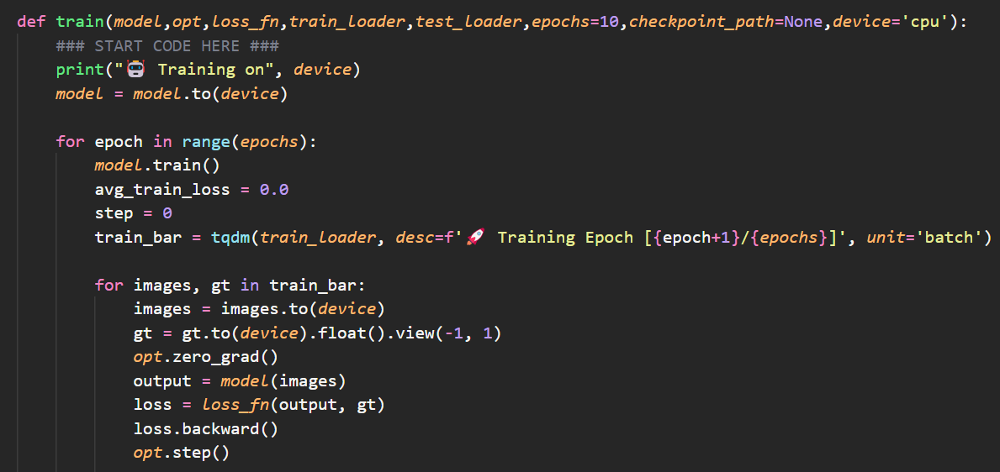 def train(model,opt,loss_fn,train_loader,test_loader,epochs=10,checkpoint_path=None,device='cpu'):
    ### START CODE HERE ###
    print("🤖 Training on", device)
    model = model.to(device)

    for epoch in range(epochs):
        model.train()
        avg_train_loss = 0.0
        step = 0
        train_bar = tqdm(train_loader, desc=f'🚀 Training Epoch [{epoch+1}/{epochs}]', unit='batch')

        for images, gt in train_bar:
            images = images.to(device)
            gt = gt.to(device).float().view(-1, 1)
            opt.zero_grad()
            output = model(images)
            loss = loss_fn(output, gt)
            loss.backward()
            opt.step()